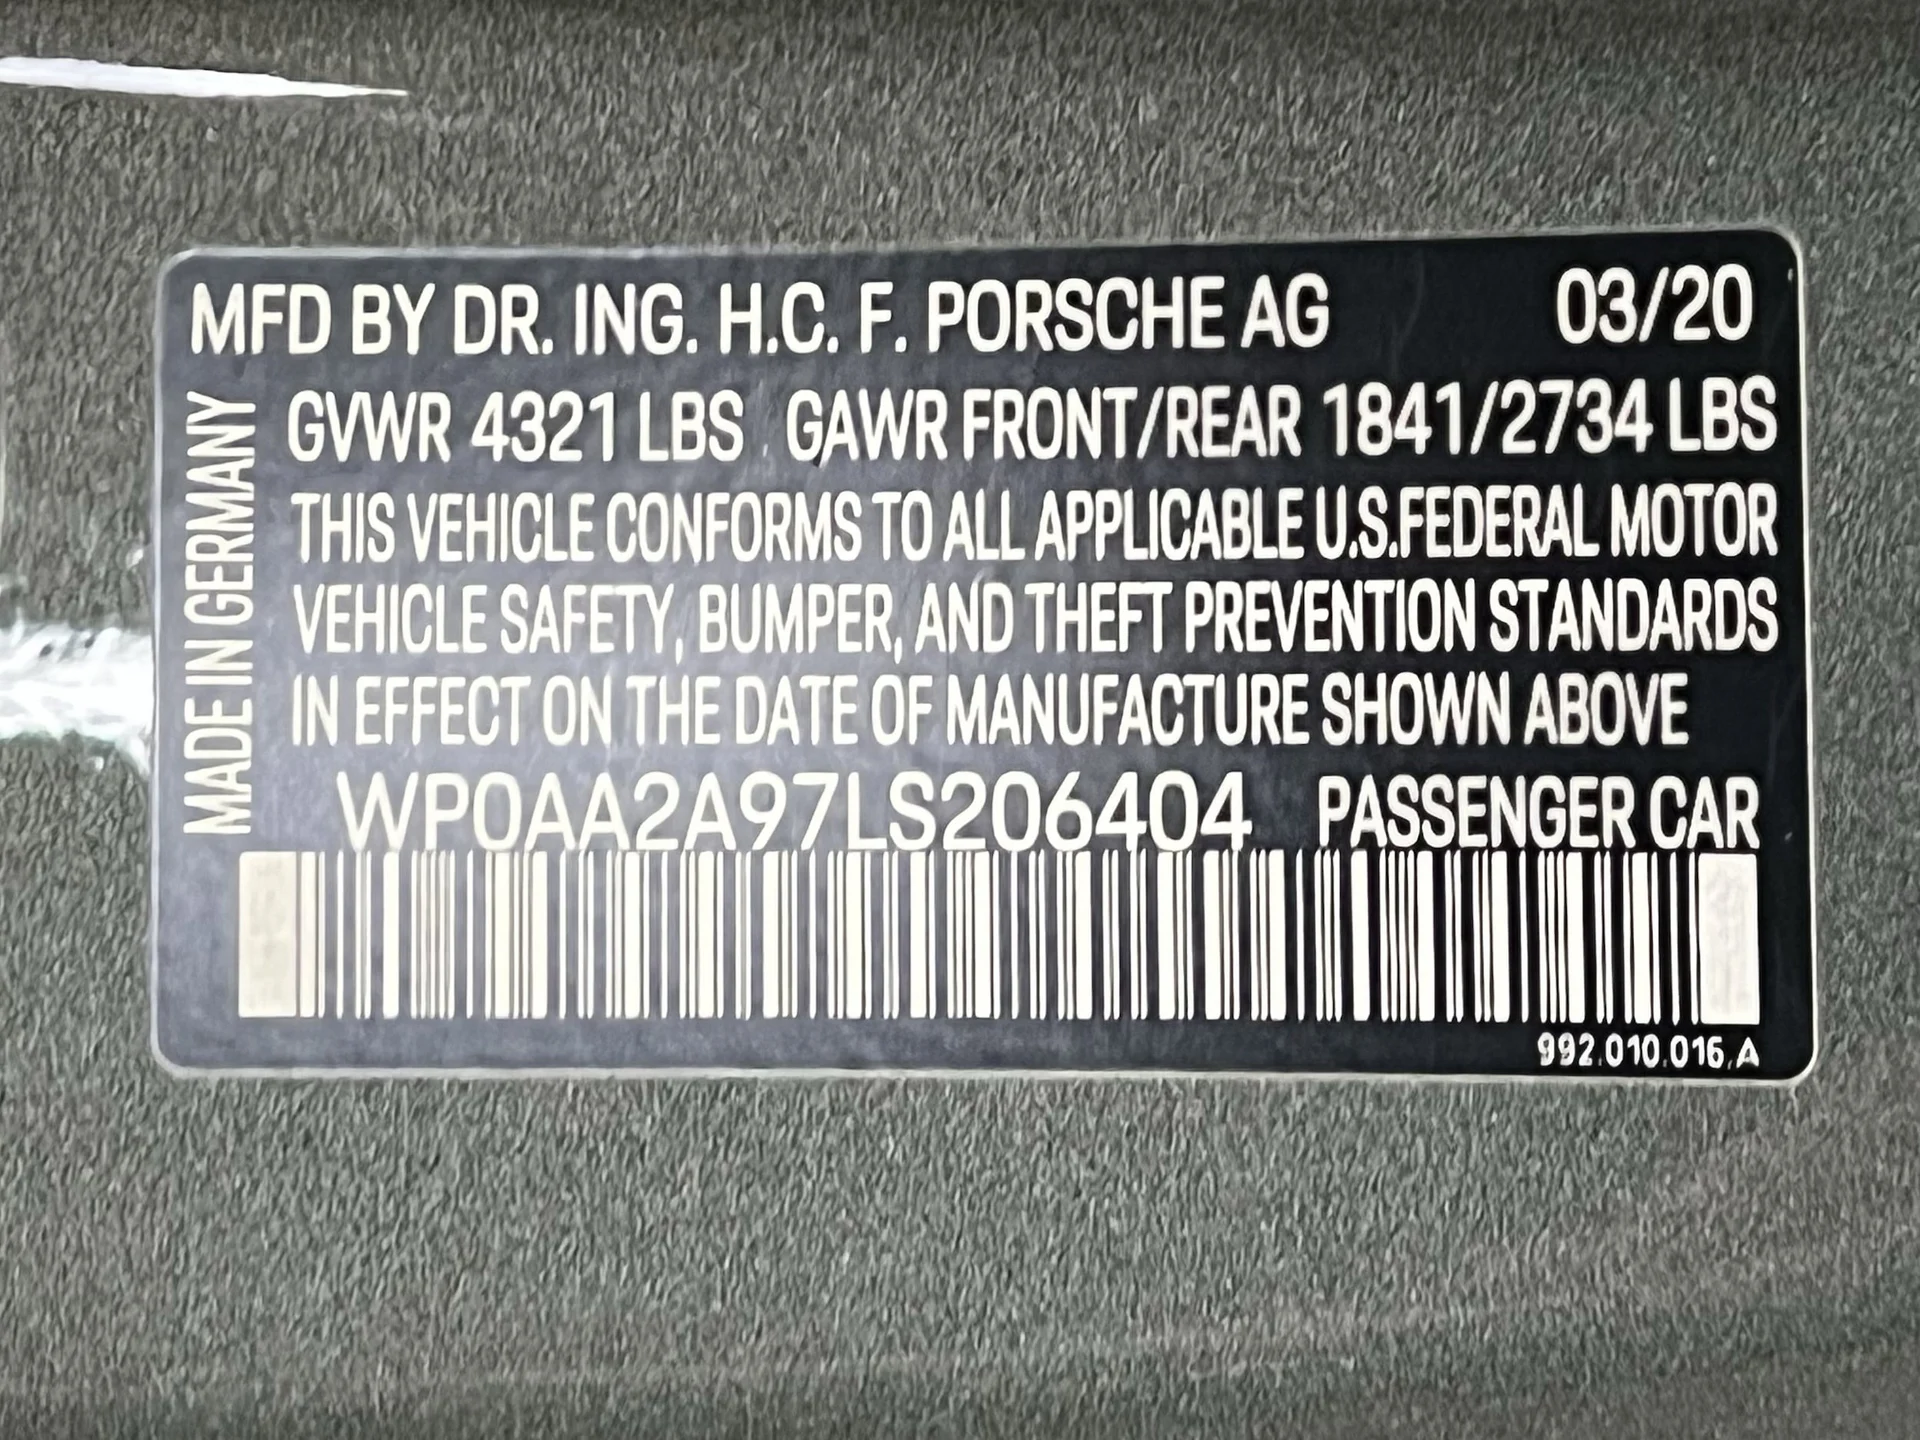 MFD BY DR. ING. H.C. F. PORSCHE AG 03/20
MADE IN GERMANY
GVWR 4321 LBS GAWR FRONT/REAR 1841/2734 LBS
THIS VEHICLE CONFORMS TO ALL APPLICABLE U.S.FEDERAL MOTOR
VEHICLE SAFETY, BUMPER, AND THEFT PREVENTION STANDARDS
IN EFFECT ON THE DATE OF MANUFACTURE SHOWN ABOVE
WP0AA2A97LS206404 PASSENGER CAR
992.010.016.A